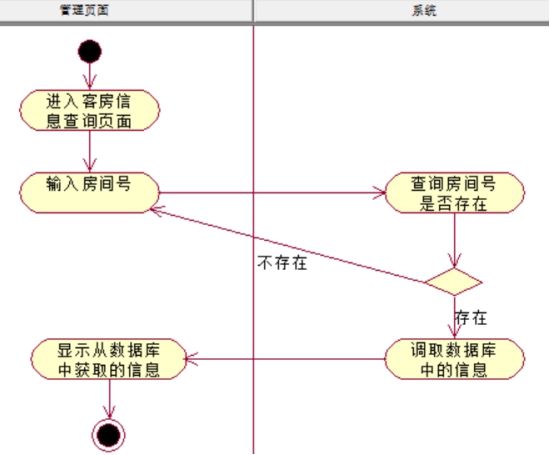 管理页面
系统
进入客房信
息查询页面
输入房间号
查询房间号
是否存在
不存在
存在
显示从数据库
中获取的信息
调取数据库
中的信息